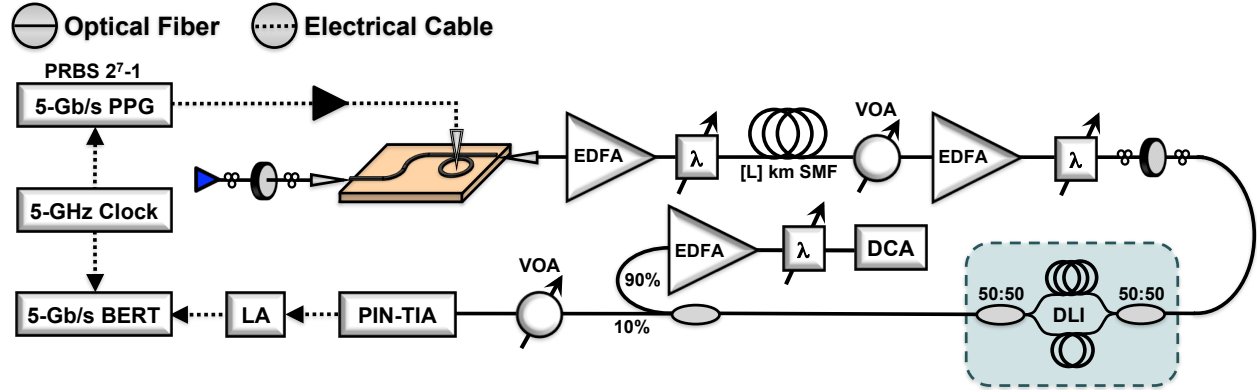 Optical Fiber
Electrical Cable
PRBS 2⁷-1
5-Gb/s PPG
5-GHz Clock
5-Gb/s BERT
EDFA
λ
[L] km SMF
VOA
EDFA
λ
EDFA
λ
DCA
90%
10%
50:50
DLI
50:50
VOA
PIN-TIA
LA